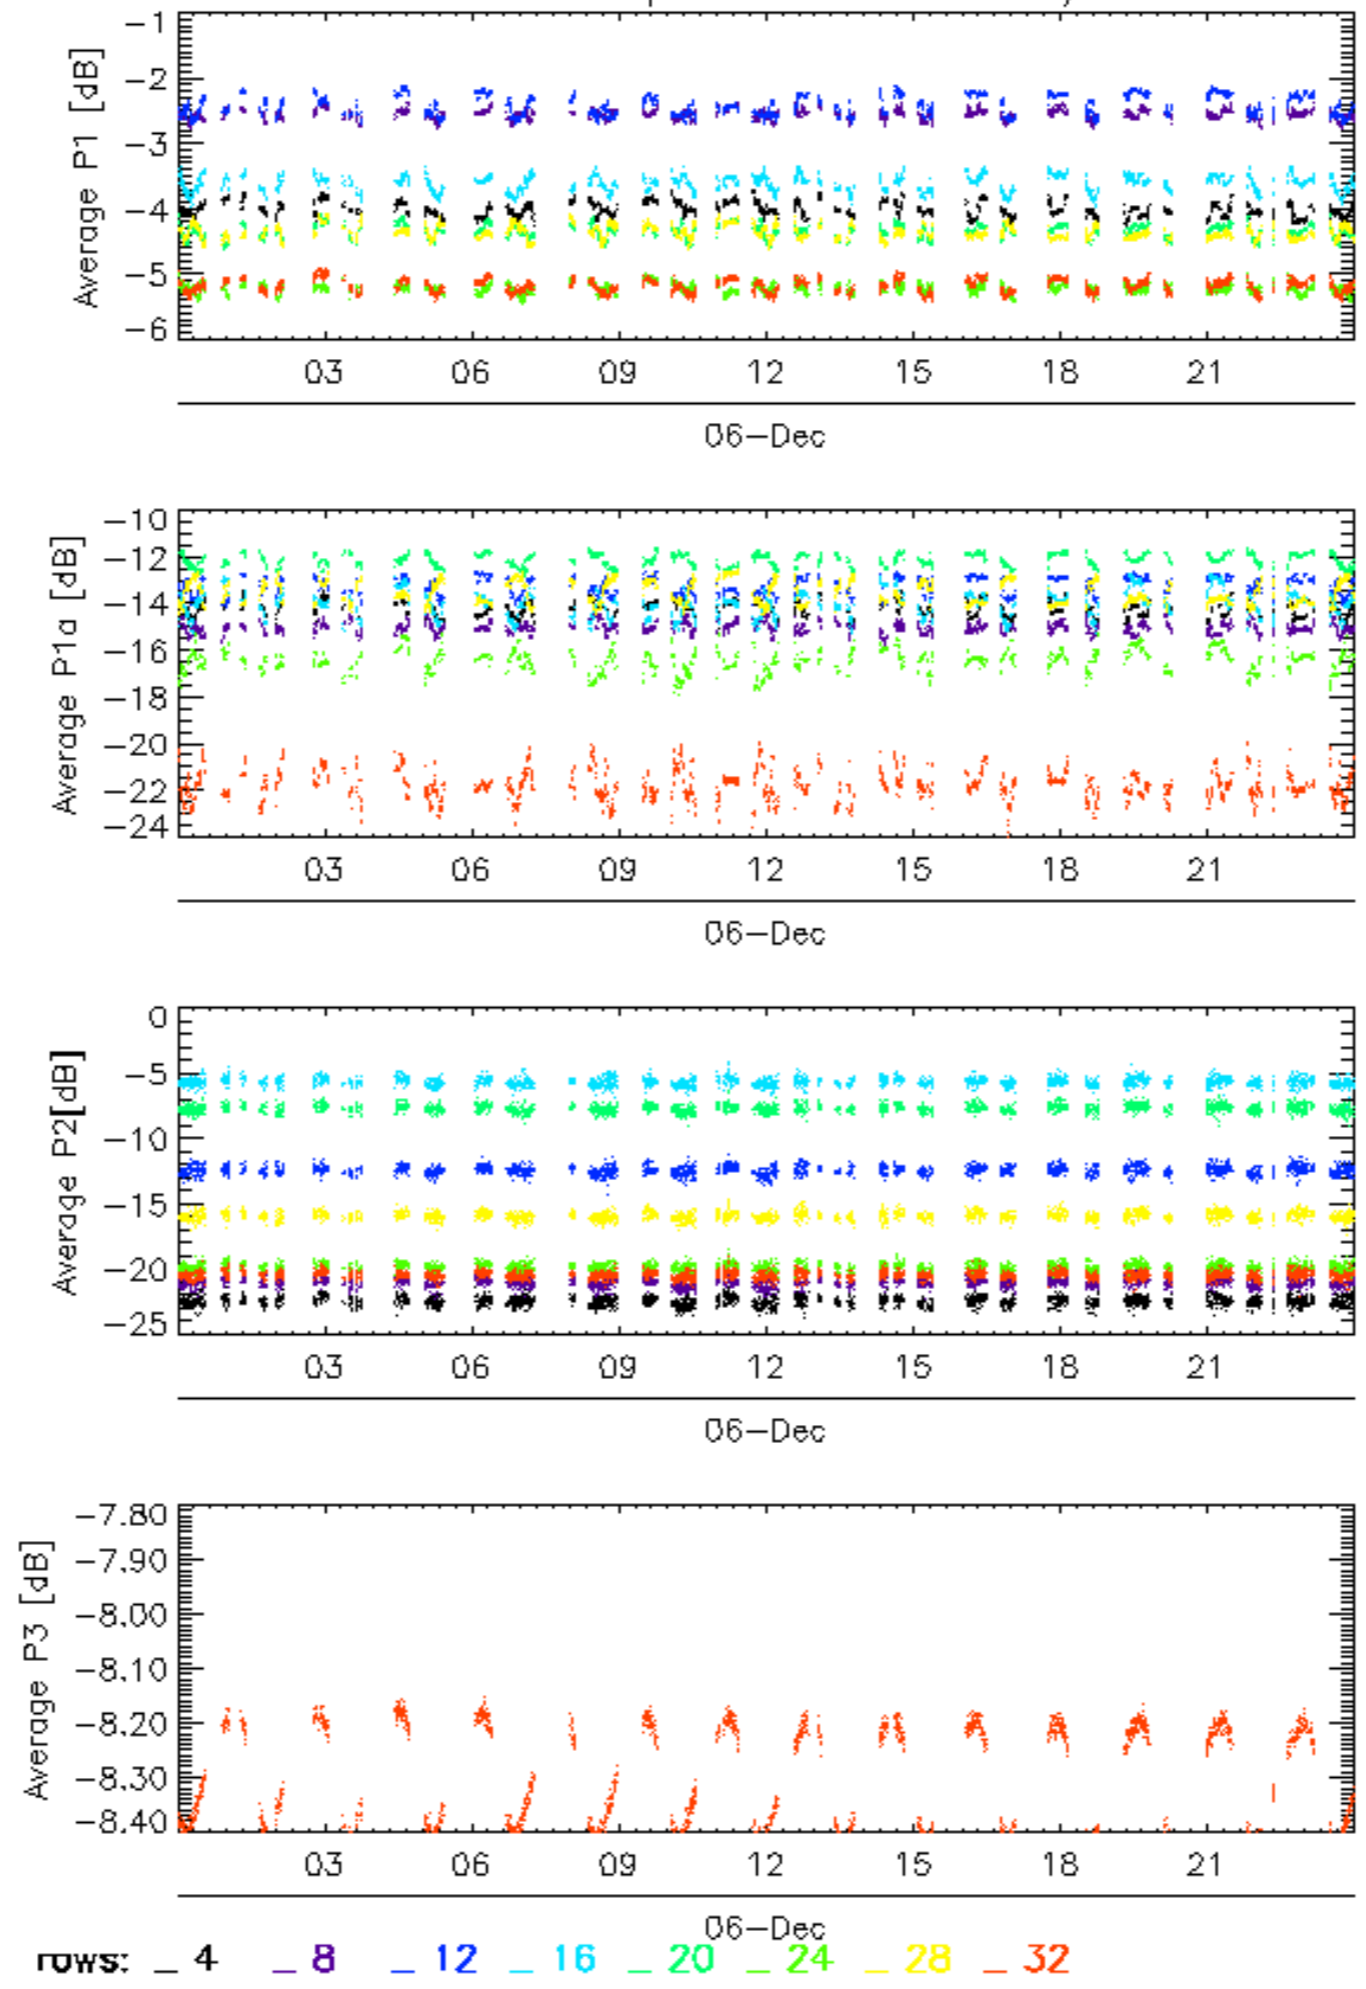 Average P1 [dB]
−1
−2
−3
−4
−5
−6
03 06 09 12 15 18 21
06−Dec
Average P1a [dB]
−10
−12
−14
−16
−18
−20
−22
−24
03 06 09 12 15 18 21
06−Dec
Average P2[dB]
0
−5
−10
−15
−20
−25
03 06 09 12 15 18 21
06−Dec
Average P3 [dB]
−7.80
−7.90
−8.00
−8.10
−8.20
−8.30
−8.40
03 06 09 12 15 18 21
06−Dec
rows: _ 4 _ 8 _ 12 _ 16 _ 20 _ 24 _ 28 _ 32